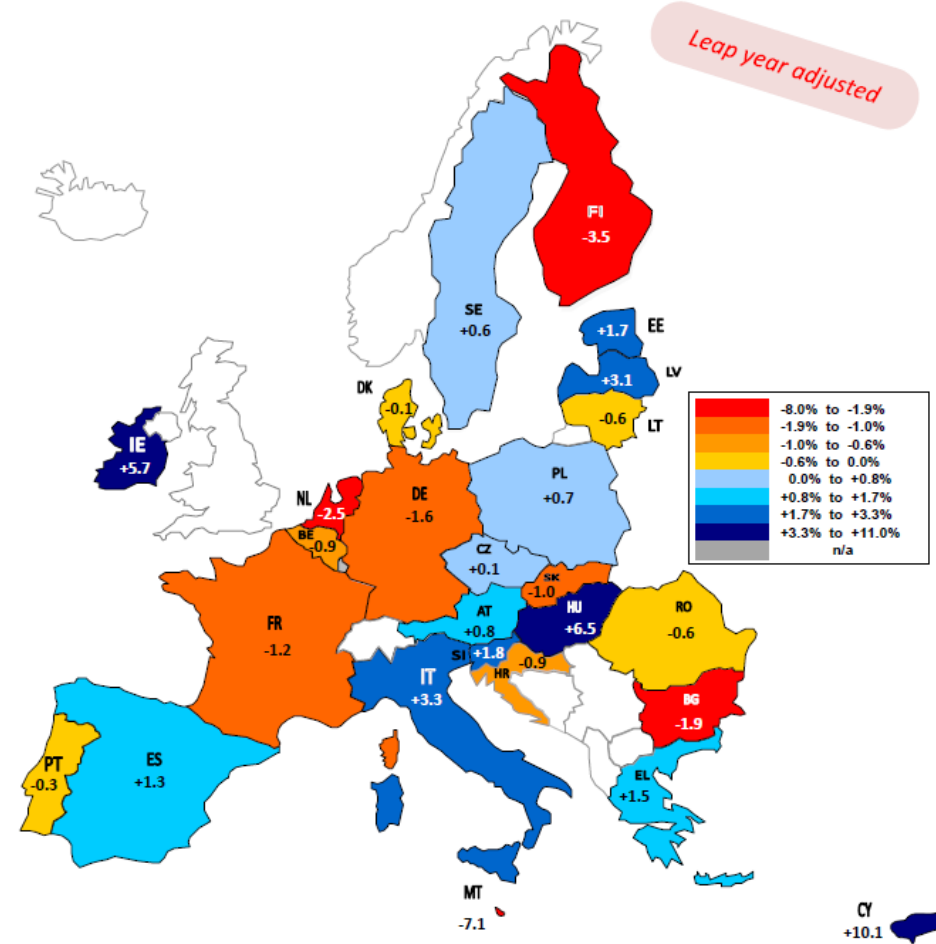 Leap year adjusted
FI
-3.5
SE
+0.6
+1.7 EE
+3.1 LV
DK
-0.1
-0.6 LT
IE
+5.7
-8.0% to -1.9%
-1.9% to -1.0%
-1.0% to -0.6%
-0.6% to 0.0%
0.0% to +0.8%
+0.8% to +1.7%
+1.7% to +3.3%
+3.3% to +11.0%
n/a
PL
+0.7
NL
-2.5
DE
-1.6
BE
-0.9
CZ
+0.1
SK
-1.0
AT
+0.8
HU
+6.5
RO
-0.6
FR
-1.2
SI +1.8
HR -0.9
IT
+3.3
BG
-1.9
PT
-0.3
ES
+1.3
EL
+1.5
MT
-7.1
CY
+10.1